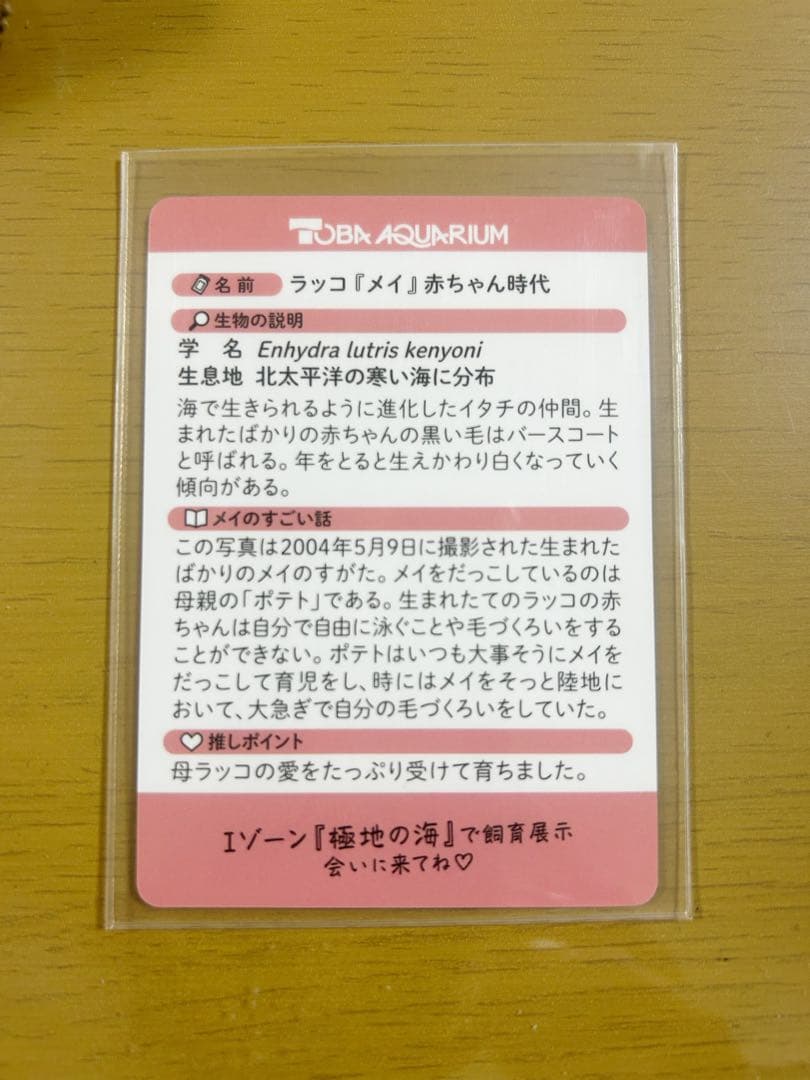 TOBA AQUARIUM
名前 ラッコ『メイ』赤ちゃん時代
生物の説明
学 名 Enhydra lutris kenyoni
生息地 北太平洋の寒い海に分布
海で生きられるように進化したイタチの仲間。生
まれたばかりの赤ちゃんの黒い毛はバースコート
と呼ばれる。年をとると生えかわり白くなっていく
傾向がある。
メイのすごい話
この写真は2004年5月9日に撮影された生まれた
ばかりのメイのすがた。メイをだっこしているのは
母親の「ポテト」である。生まれたてのラッコの赤
ちゃんは自分で自由に泳ぐことや毛づくろいをする
ことができない。ポテトはいつも大事そうにメイを
だっこして育児をし、時にはメイをそっと陸地に
おいて、大急ぎで自分の毛づくろいをしていた。
推しポイント
母ラッコの愛をたっぷり受けて育ちました。
Iゾーン『極地の海』で飼育展示
会いに来てね♡